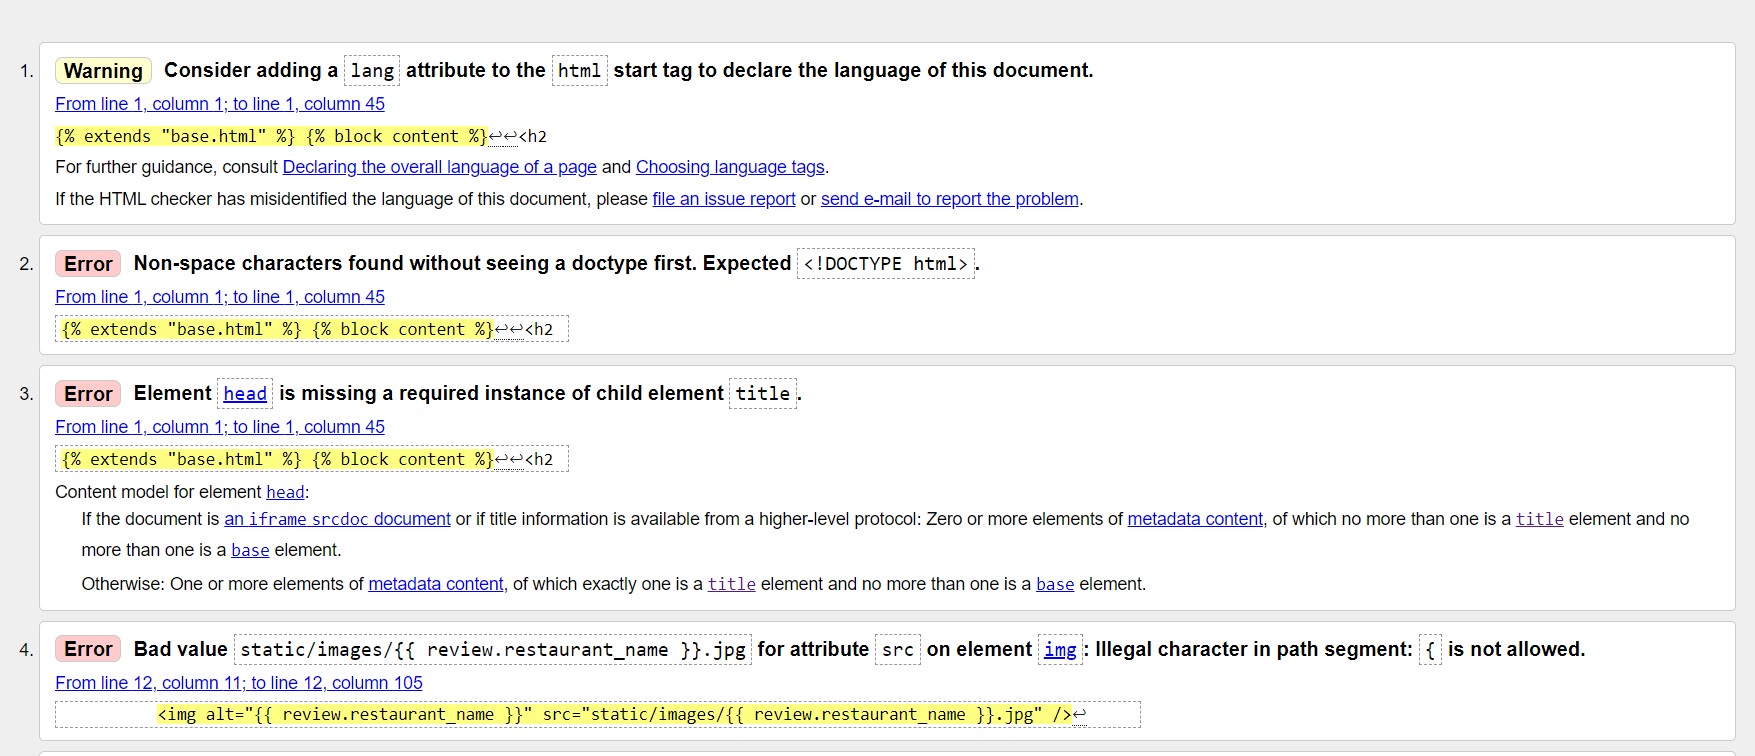 1. Warning Consider adding a lang attribute to the html start tag to declare the language of this document.
From line 1, column 1; to line 1, column 45
{% extends "base.html" %} {% block content %}↩↩<h2
For further guidance, consult Declaring the overall language of a page and Choosing language tags.
If the HTML checker has misidentified the language of this document, please file an issue report or send e-mail to report the problem.
2. Error Non-space characters found without seeing a doctype first. Expected <!DOCTYPE html>.
From line 1, column 1; to line 1, column 45
{% extends "base.html" %} {% block content %}↩↩<h2
3. Error Element head is missing a required instance of child element title.
From line 1, column 1; to line 1, column 45
{% extends "base.html" %} {% block content %}↩↩<h2
Content model for element head:
If the document is an iframe srcdoc document or if title information is available from a higher-level protocol: Zero or more elements of metadata content, of which no more than one is a title element and no
more than one is a base element.
Otherwise: One or more elements of metadata content, of which exactly one is a title element and no more than one is a base element.
4. Error Bad value static/images/{{ review.restaurant_name }}.jpg for attribute src on element img: Illegal character in path segment: { is not allowed.
From line 12, column 11; to line 12, column 105
<img alt="{{ review.restaurant_name }}" src="static/images/{{ review.restaurant_name }}.jpg" />↩